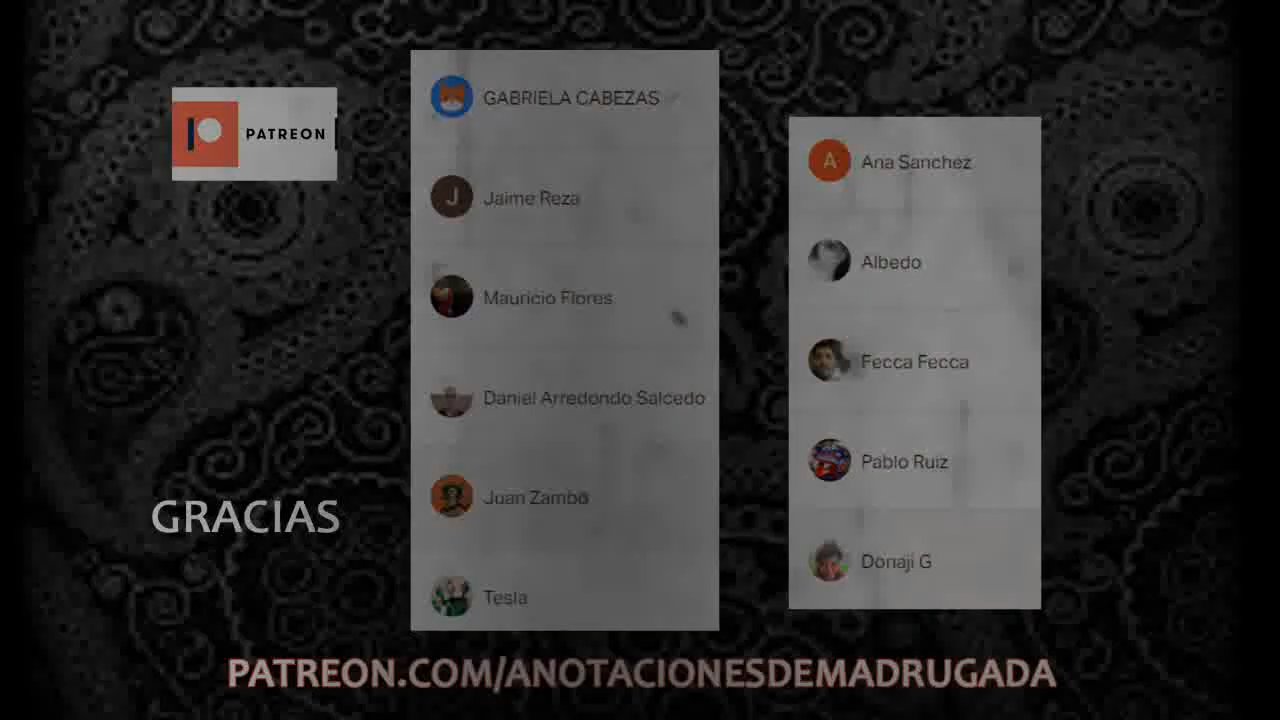 PATREON
GABRIELA CABEZAS
Jaime Reza
Mauricio Flores
Daniel Arredondo Salcedo
Juan Zambo
Tesla
A Ana Sanchez
Albedo
Fecca Fecca
Pablo Ruiz
Donaji G
GRACIAS
PATREON.COM/ANOTACIONESDEMADRUGADA